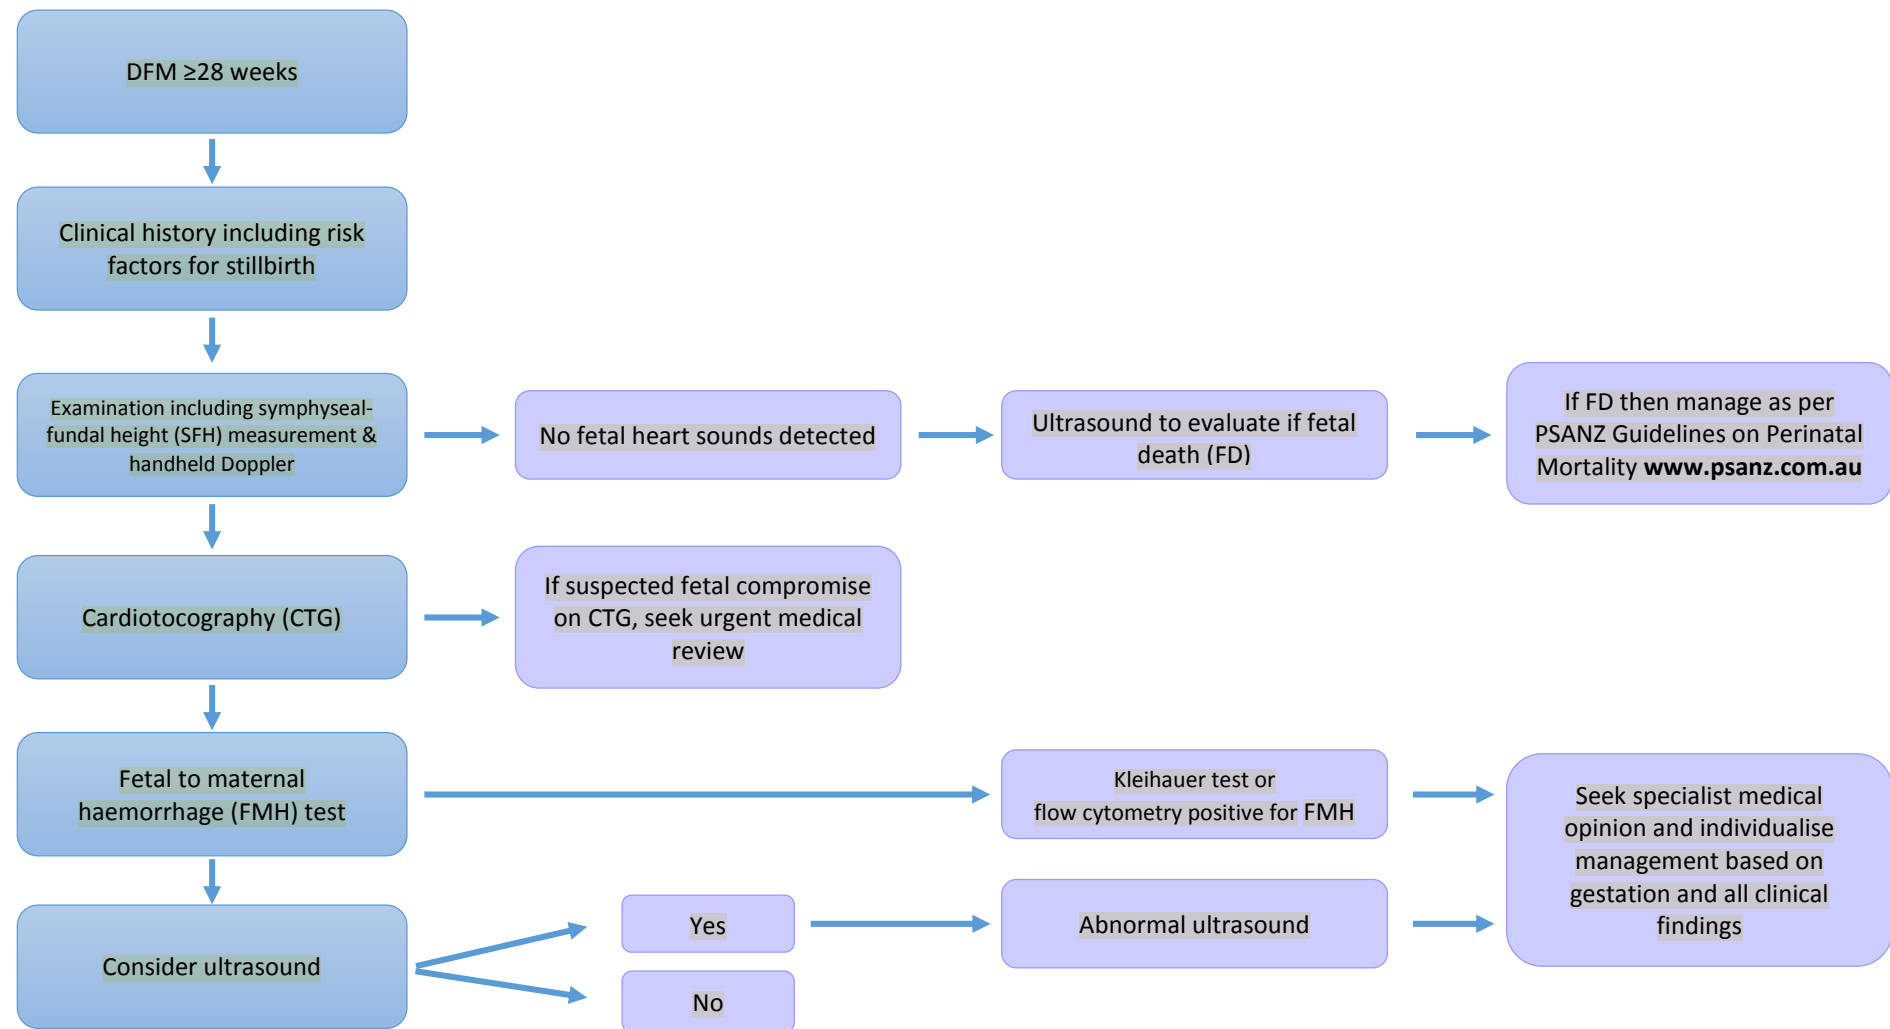 DFM ≥28 weeks
Clinical history including risk
factors for stillbirth
Examination including symphyseal-
fundal height (SFH) measurement &
handheld Doppler
No fetal heart sounds detected
Ultrasound to evaluate if fetal
death (FD)
If FD then manage as per
PSANZ Guidelines on Perinatal
Mortality www.psanz.com.au
Cardiotocography (CTG)
If suspected fetal compromise
on CTG, seek urgent medical
review
Fetal to maternal
haemorrhage (FMH) test
Kleihauer test or
flow cytometry positive for FMH
Seek specialist medical
opinion and individualise
management based on
gestation and all clinical
findings
Consider ultrasound
Yes
Abnormal ultrasound
No